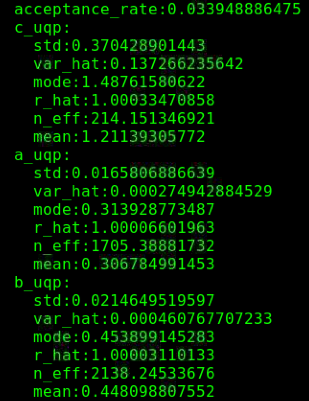 acceptance_rate:0.033948886475
c_uqp:
std:0.370428901443
var_hat:0.137266235642
mode:1.48761580622
r_hat:1.00033470858
n_eff:214.151346921
mean:1.21139305772
a_uqp:
std:0.0165806886639
var_hat:0.000274942884529
mode:0.313928773487
r_hat:1.00006601963
n_eff:1705.38881732
mean:0.306784991453
b_uqp:
std:0.0214649519597
var_hat:0.000460767707233
mode:0.453899145283
r_hat:1.00003110133
n_eff:2138.24533676
mean:0.448098807552